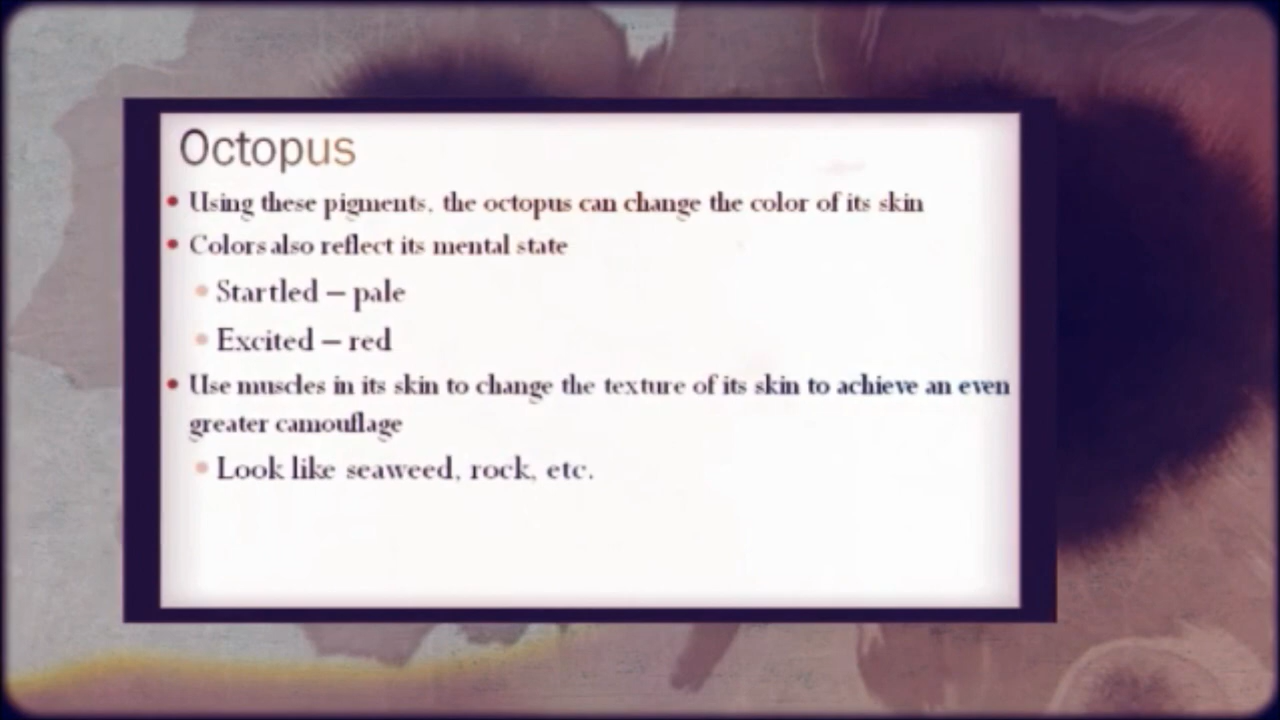 Octopus
• Using these pigments, the octopus can change the color of its skin
• Colors also reflect its mental state
• Startled – pale
• Excited – red
• Use muscles in its skin to change the texture of its skin to achieve an even
greater camouflage
• Look like seaweed, rock, etc.